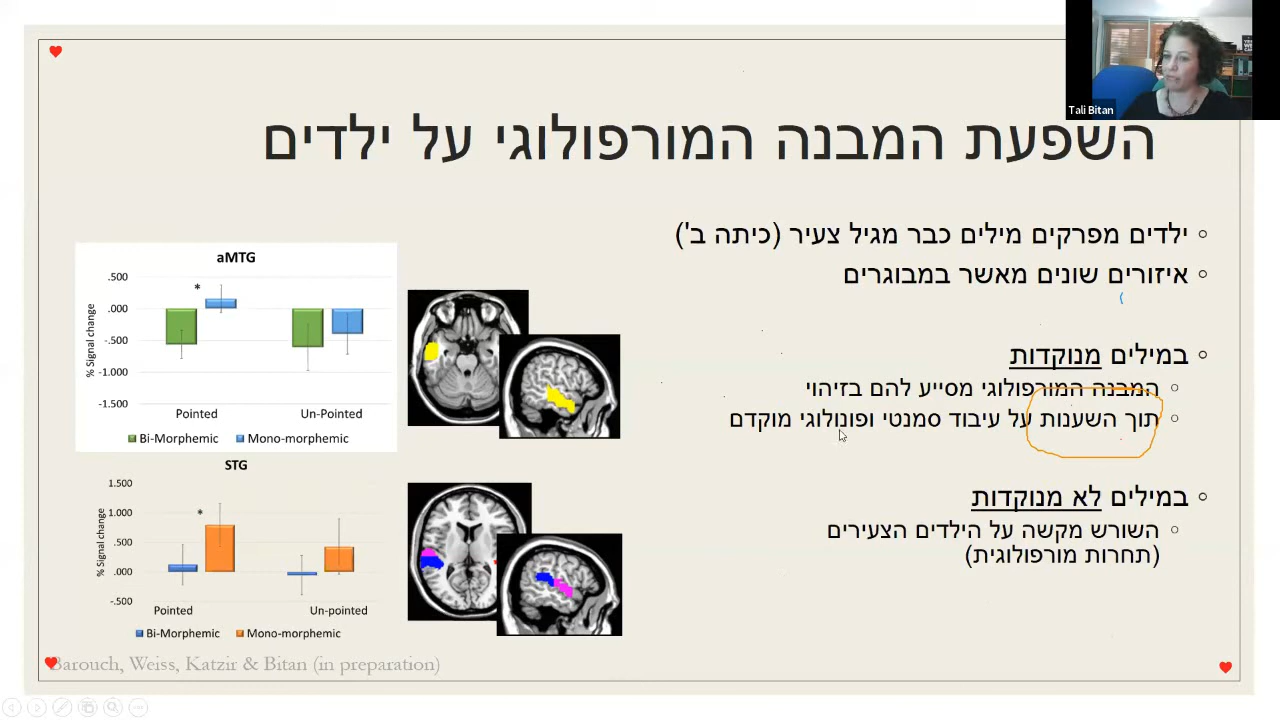 Tali Bitan
השפעת המבנה המורפולוגי על ילדים
ילדים מפרקים מילים כבר מגיל צעיר (כיתה ב')
איזורים שונים מאשר במבוגרים
במילים מנוקדות
המבנה המורפולוגי מסייע להם בזיהוי
תוך השענות על עיבוד סמנטי ופונולוגי מוקדם
במילים לא מנוקדות
השורש מקשה על הילדים הצעירים
(תחרות מורפולוגית)
aMTG
% Signal change
.500
.000
-.500
-1.000
-1.500
*
Pointed Un-Pointed
Bi-Morphemic Mono-Morphemic
STG
% Signal change
1.500
1.000
.500
.000
-.500
*
Pointed Un-pointed
Bi-Morphemic Mono-morphemic
Barouch, Weiss, Katzir & Bitan (in preparation)